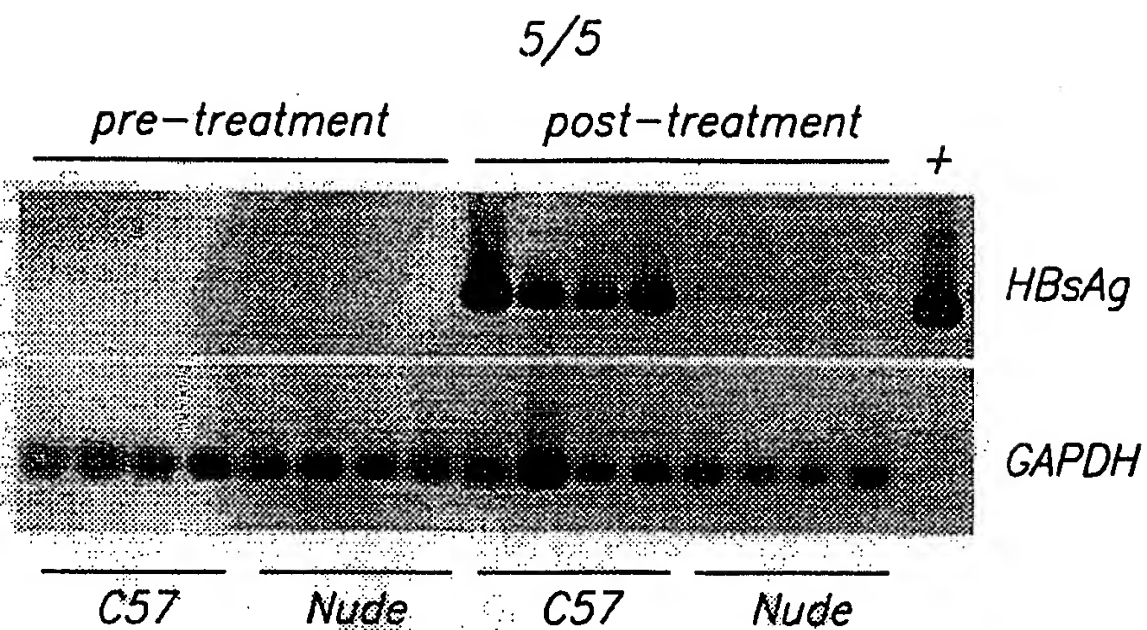 5/5
pre-treatment post-treatment +
HBsAg
GAPDH
C57 Nude C57 Nude